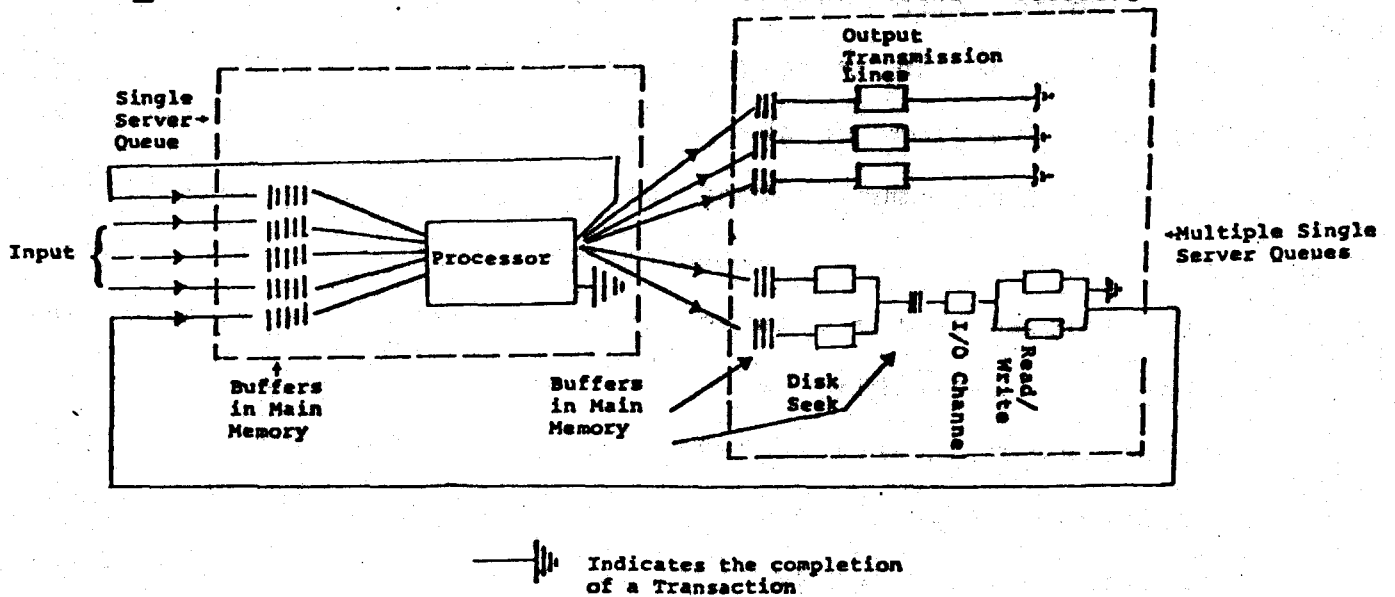 Output
Transmission
Lines
Single
Server
Queue
Input
Processor
Multiple Single
Server Queues
Buffers
in Main
Memory
Buffers
in Main
Memory
Disk
Seek
I/O Channe
Read/
Write
Indicates the completion
of a Transaction